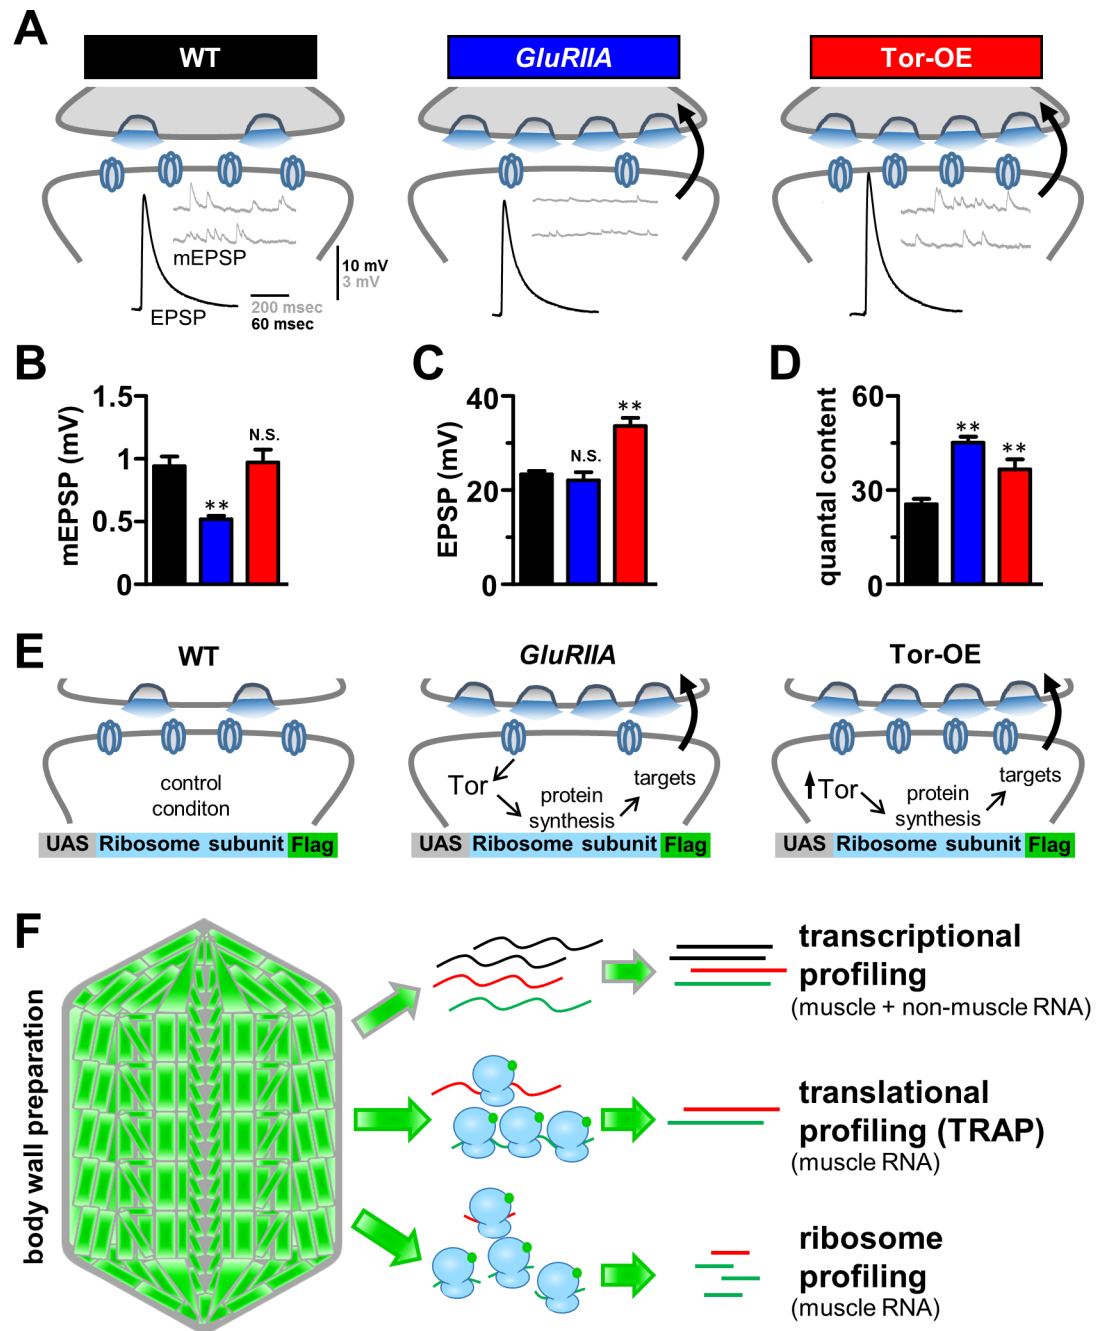 A
WT
GluRIIA
Tor-OE
mEPSP
EPSP
10 mV
3 mV
200 msec
60 msec
B
mEPSP (mV)
1.5
1
0.5
0
**
N.S.
C
EPSP (mV)
40
20
0
N.S.
**
D
quantal content
60
30
0
**
**
E
WT
GluRIIA
Tor-OE
control
conditon
Tor
protein
synthesis
targets
Tor
protein
synthesis
targets
UAS Ribosome subunit Flag
UAS Ribosome subunit Flag
UAS Ribosome subunit Flag
F
body wall preparation
transcriptional
profiling
(muscle + non-muscle RNA)
translational
profiling (TRAP)
(muscle RNA)
ribosome
profiling
(muscle RNA)